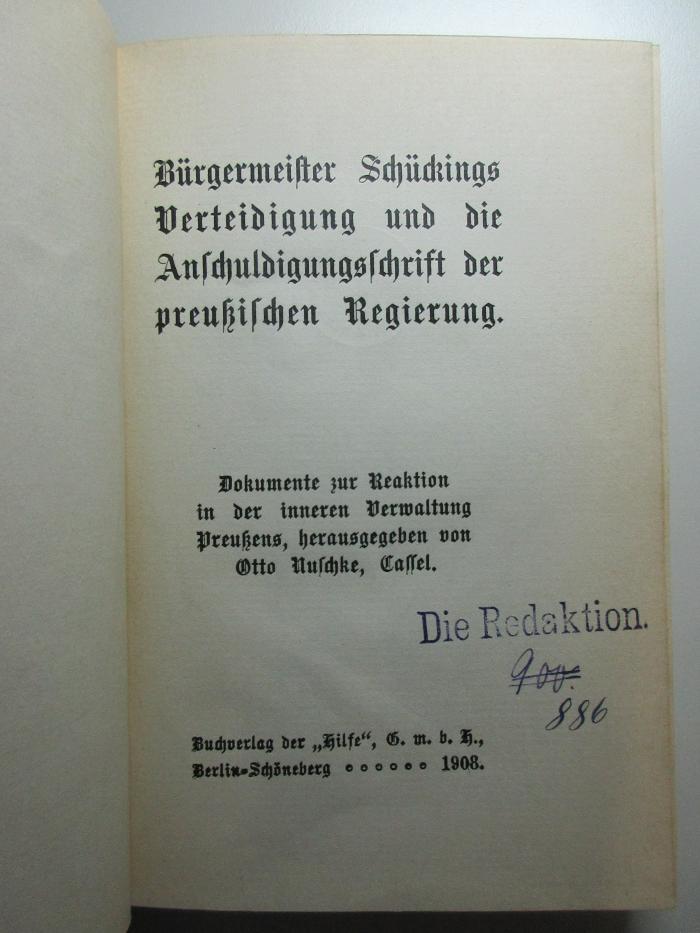 Bürgermeister Schückings
Verteidigung und die
Anschuldigungsschrift der
preußischen Regierung.
Dokumente zur Reaktion
in der inneren Verwaltung
Preußens, herausgegeben von
Otto Nuschke, Cassel.
Die Redaktion.
900.
886
Buchverlag der „Hilfe“, G. m. b. H.,
Berlin-Schöneberg ∘∘∘∘∘∘ 1908.